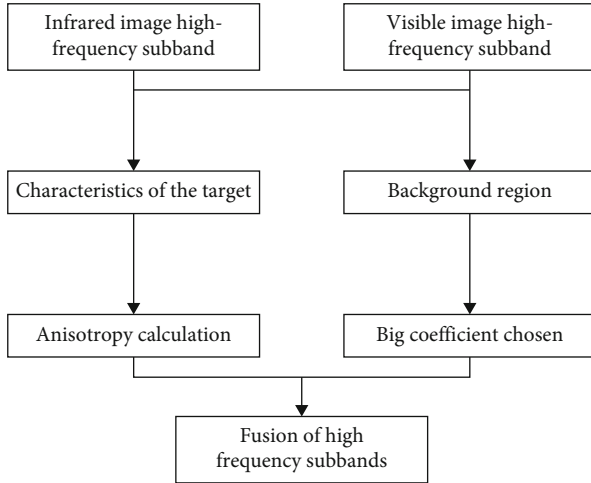 Infrared image high-
frequency subband
Visible image high-
frequency subband
Characteristics of the target
Background region
Anisotropy calculation
Big coefficient chosen
Fusion of high
frequency subbands